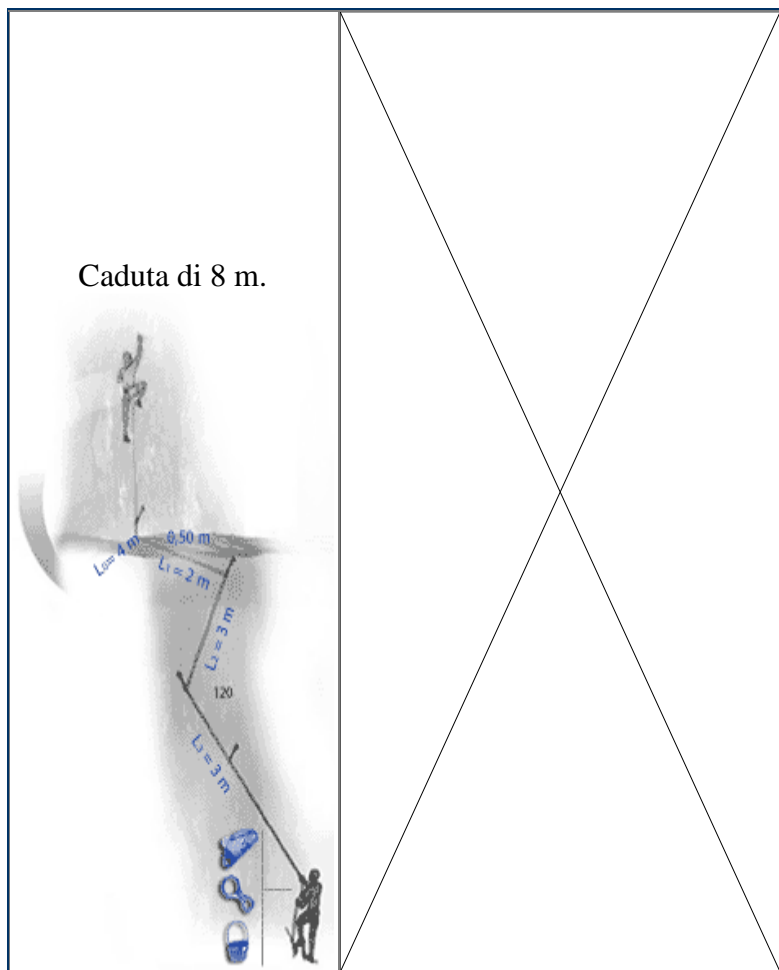 Caduta di 8 m.
0,50 m
L₀= 4 m
L₁ = 2 m
L₂ = 3 m
120
L₃ = 3 m